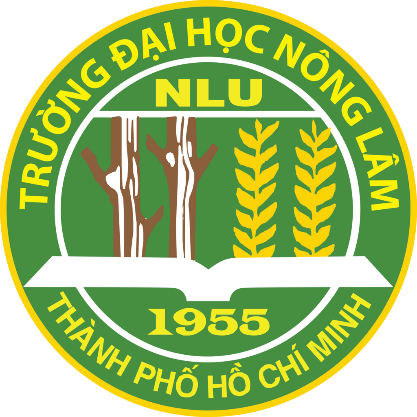 TRƯỜNG ĐẠI HỌC NÔNG LÂM
NLU
1955
THÀNH PHỐ HỒ CHÍ MINH